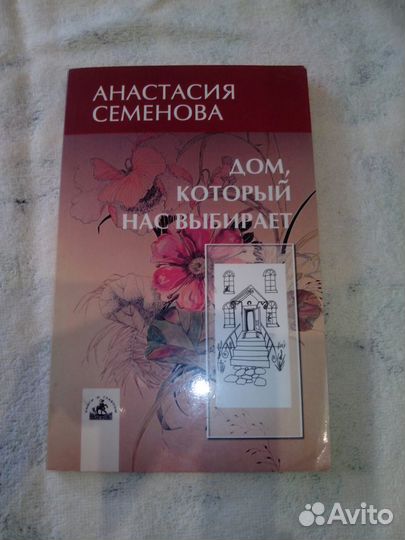 АНАСТАСИЯ
СЕМЕНОВА
ДОМ,
КОТОРЫЙ
НАС ВЫБИРАЕТ
Avito